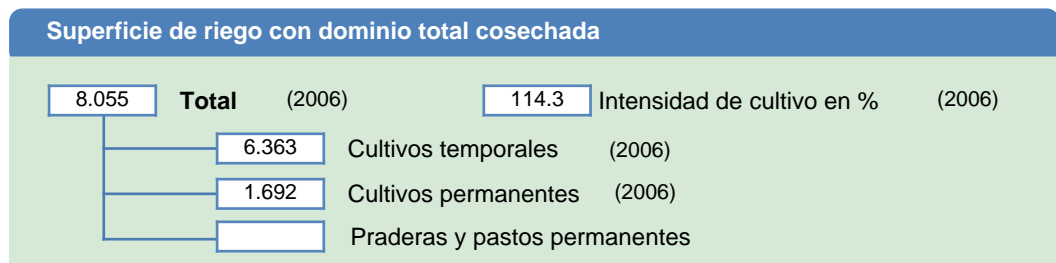 Superficie de riego con dominio total cosechada
8.055 Total (2006) 114.3 Intensidad de cultivo en % (2006)
6.363 Cultivos temporales (2006)
1.692 Cultivos permanentes (2006)
Praderas y pastos permanentes